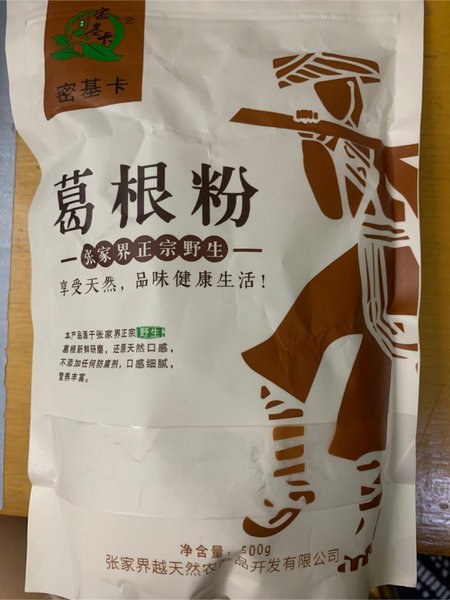 密基卡
®
密基卡
葛根粉
张家界正宗野生
享受天然，品味健康生活！
本产品源于张家界正宗野生
葛根新鲜研磨，还原天然口感，
不添加任何防腐剂，口感细腻，
营养丰富。
净含量：500g
张家界越天然农产品开发有限公司